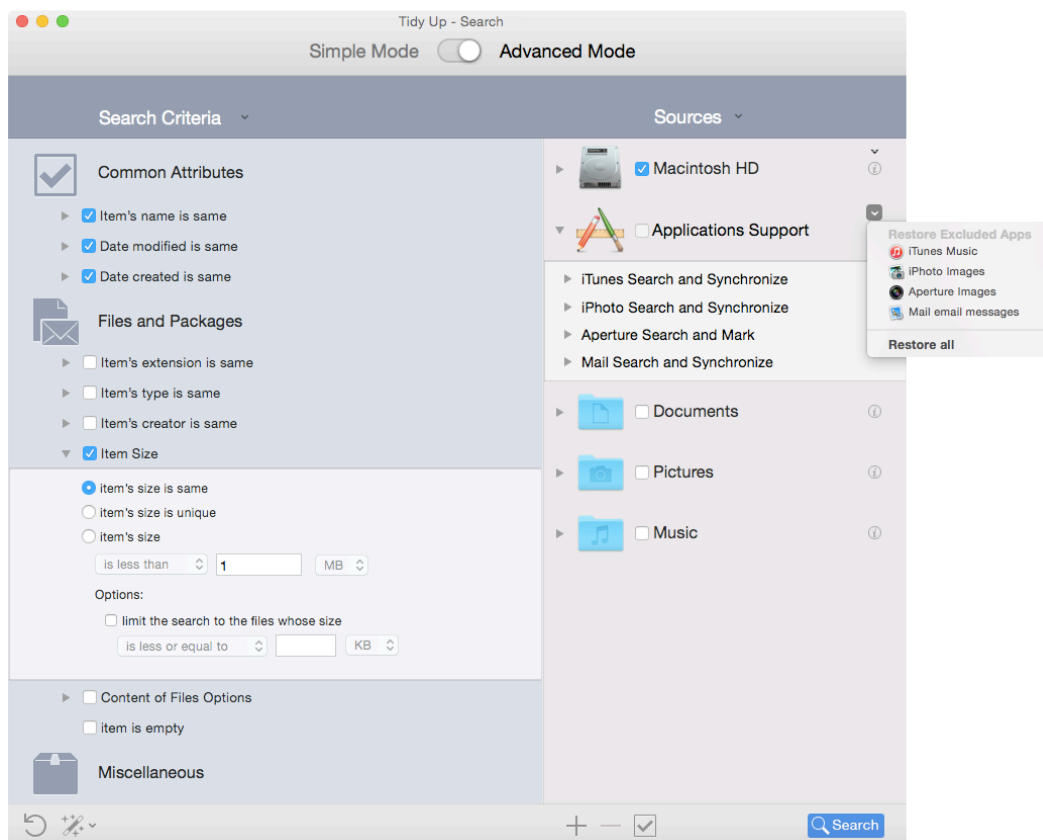 Tidy Up - Search
Simple Mode Advanced Mode
Search Criteria
Common Attributes
Item's name is same
Date modified is same
Date created is same
Files and Packages
Item's extension is same
Item's type is same
Item's creator is same
Item Size
item's size is same
item's size is unique
item's size
is less than 1 MB
Options:
limit the search to the files whose size
is less or equal to KB
Content of Files Options
item is empty
Miscellaneous
Sources
Macintosh HD
Applications Support
iTunes Search and Synchronize
iPhoto Search and Synchronize
Aperture Search and Mark
Mail Search and Synchronize
Documents
Pictures
Music
Restore Excluded Apps
iTunes Music
iPhoto Images
Aperture Images
Mail email messages
Restore all
Search